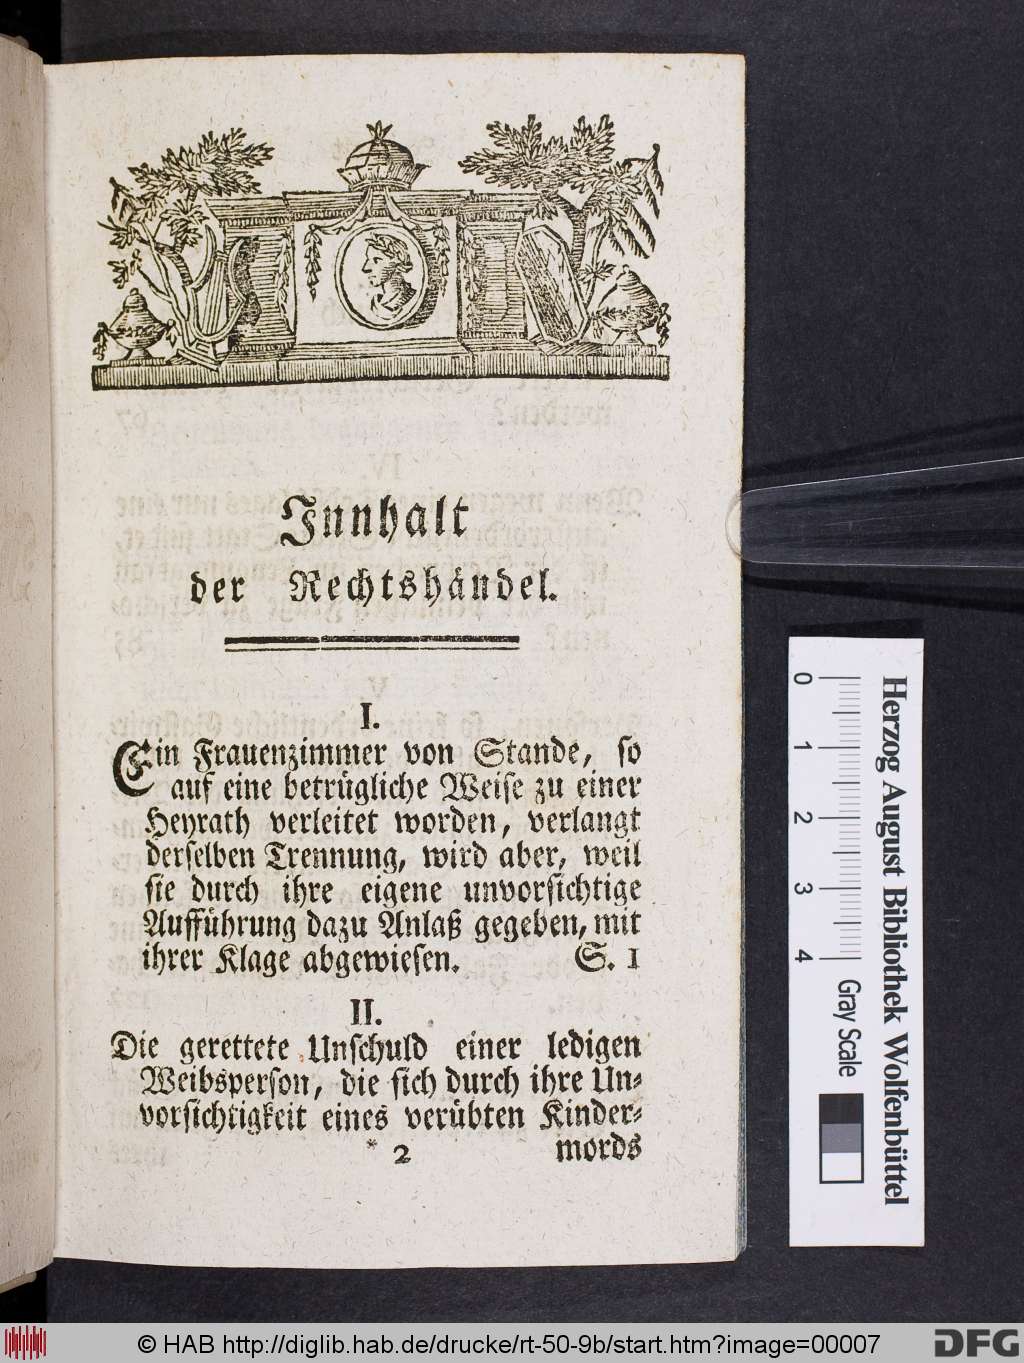 Innhalt
der Rechtshändel.
I.
Ein Frauenzimmer von Stande, so
auf eine betrügliche Weise zu einer
Heyrath verleitet worden, verlangt
derselben Trennung, wird aber, weil
sie durch ihre eigene unvorsichtige
Aufführung dazu Anlaß gegeben, mit
ihrer Klage abgewiesen. S. 1
II.
Die gerettete Unschuld einer ledigen
Weibsperson, die sich durch ihre Un-
vorsichtigkeit eines verübten Kinder-
* 2 mords
0 1 2 3 4
Herzog August Bibliothek Wolfenbüttel
Gray Scale
© HAB http://diglib.hab.de/drucke/rt-50-9b/start.htm?image=00007
DFG